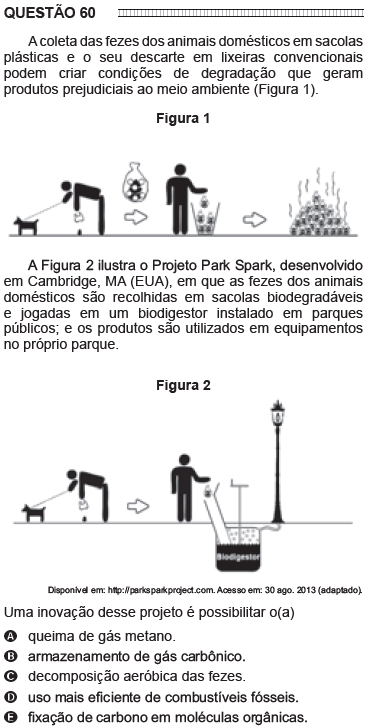 QUESTÃO 60
A coleta das fezes dos animais domésticos em sacolas
plásticas e o seu descarte em lixeiras convencionais
podem criar condições de degradação que geram
produtos prejudiciais ao meio ambiente (Figura 1).
Figura 1
A Figura 2 ilustra o Projeto Park Spark, desenvolvido
em Cambridge, MA (EUA), em que as fezes dos animais
domésticos são recolhidas em sacolas biodegradáveis
e jogadas em um biodigestor instalado em parques
públicos; e os produtos são utilizados em equipamentos
no próprio parque.
Figura 2
Biodigestor
Disponível em: http://parksparkproject.com. Acesso em: 30 ago. 2013 (adaptado).
Uma inovação desse projeto é possibilitar o(a)
A queima de gás metano.
B armazenamento de gás carbônico.
C decomposição aeróbica das fezes.
D uso mais eficiente de combustíveis fósseis.
E fixação de carbono em moléculas orgânicas.